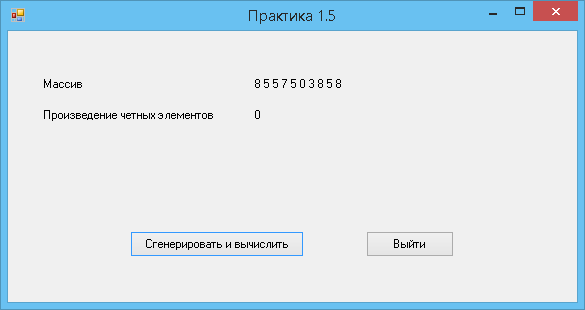 Практика 1.5
Массив 8 5 5 7 5 0 3 8 5 8
Произведение четных элементов 0
Сгенерировать и вычислить Выйти